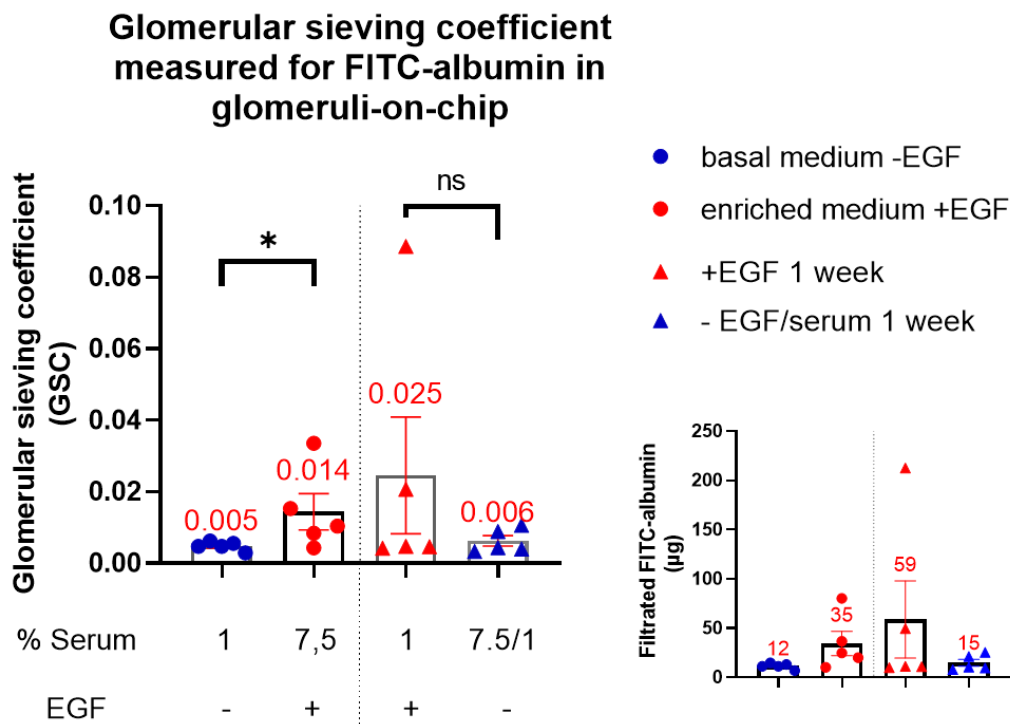 Glomerular sieving coefficient
measured for FITC-albumin in
glomeruli-on-chip
Glomerular sieving coefficient
(GSC)
0.10
0.08
0.06
0.04
0.02
0.00
*
ns
0.005
0.014
0.025
0.006
% Serum 1 7,5 1 7.5/1
EGF - + + -
basal medium -EGF
enriched medium +EGF
+EGF 1 week
- EGF/serum 1 week
Filtrated FITC-albumin
(µg)
250
200
150
100
50
0
12
35
59
15